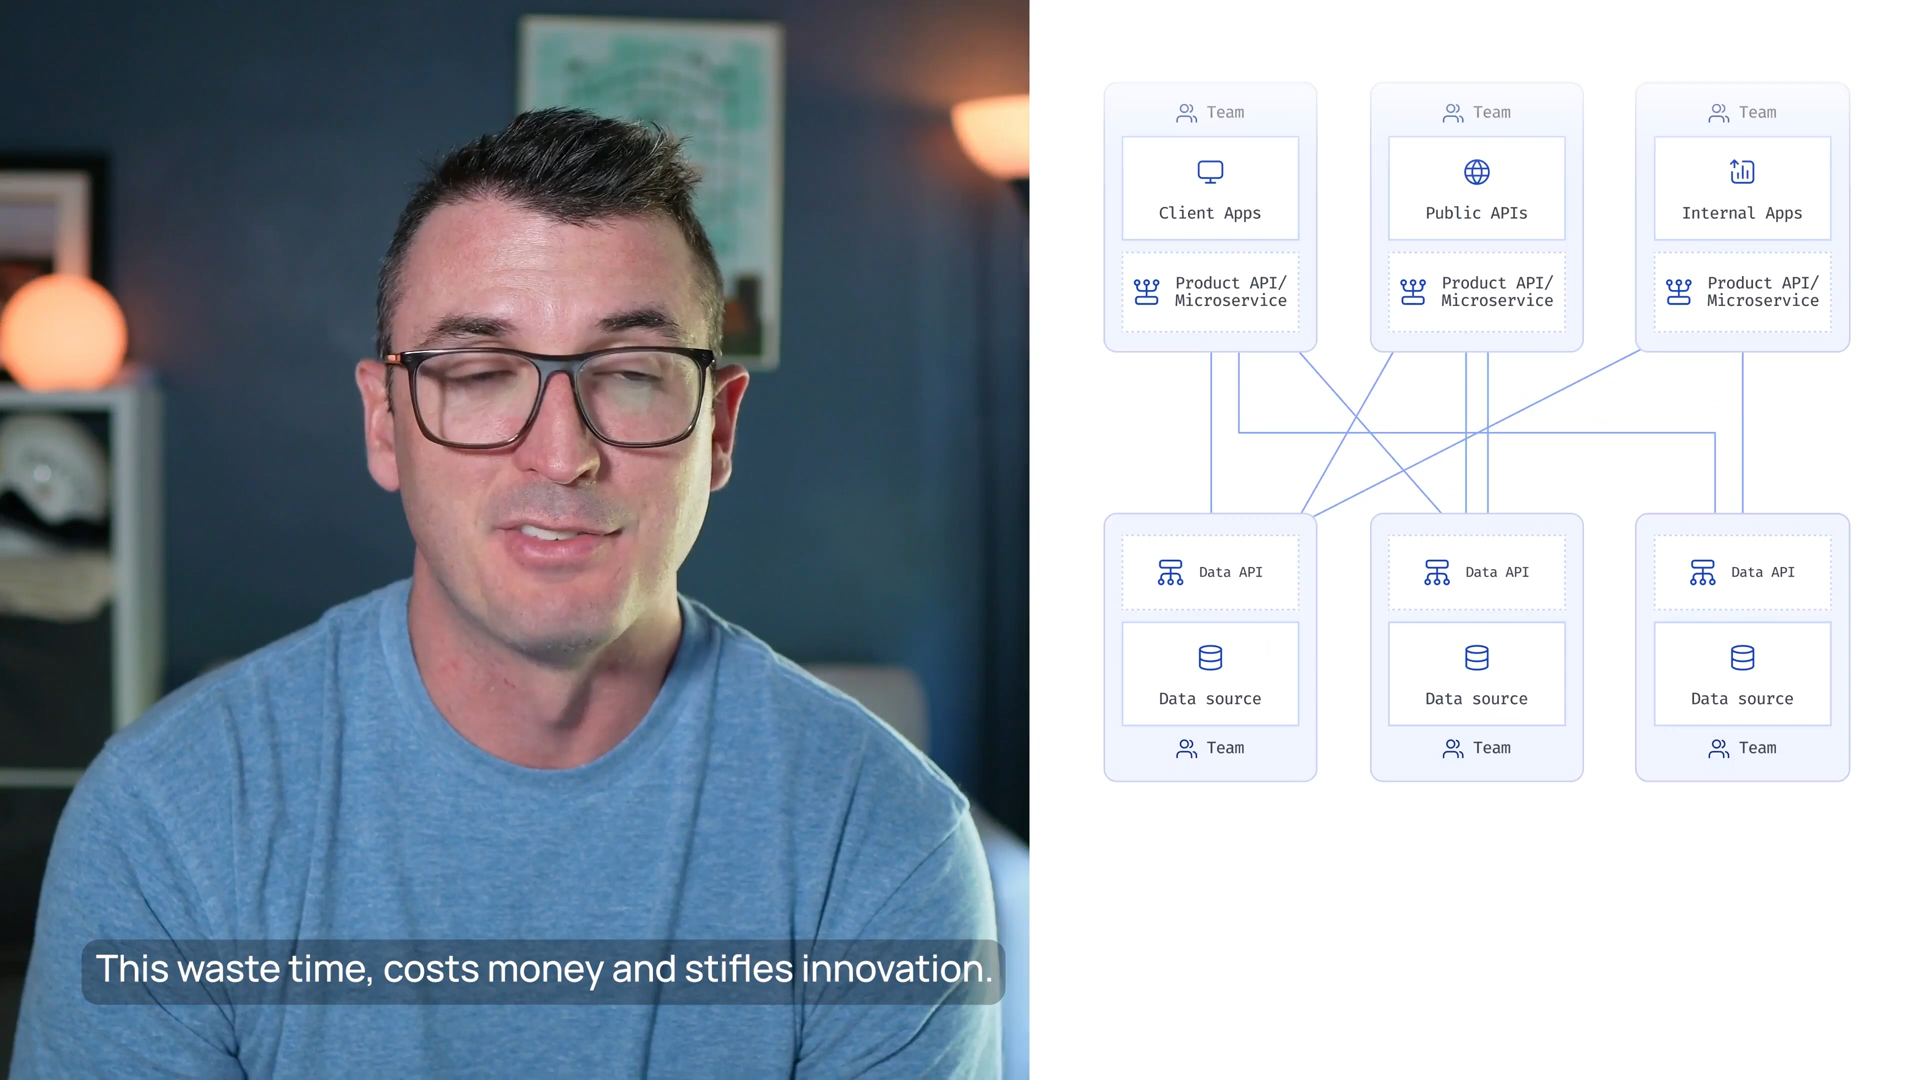 Team
Client Apps
Product API/
Microservice
Team
Public APIs
Product API/
Microservice
Team
Internal Apps
Product API/
Microservice
Data API
Data source
Team
Data API
Data source
Team
Data API
Data source
Team
This waste time, costs money and stifles innovation.